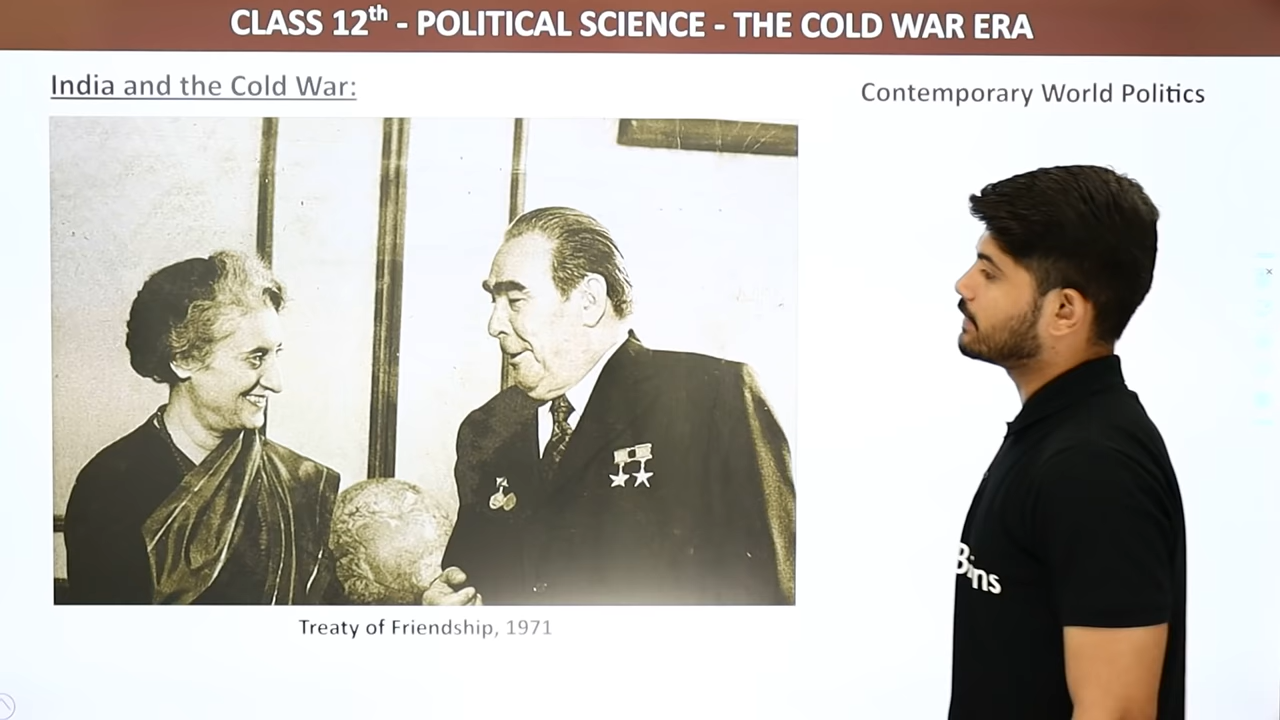 CLASS 12th - POLITICAL SCIENCE - THE COLD WAR ERA
India and the Cold War:
Contemporary World Politics
Treaty of Friendship, 1971